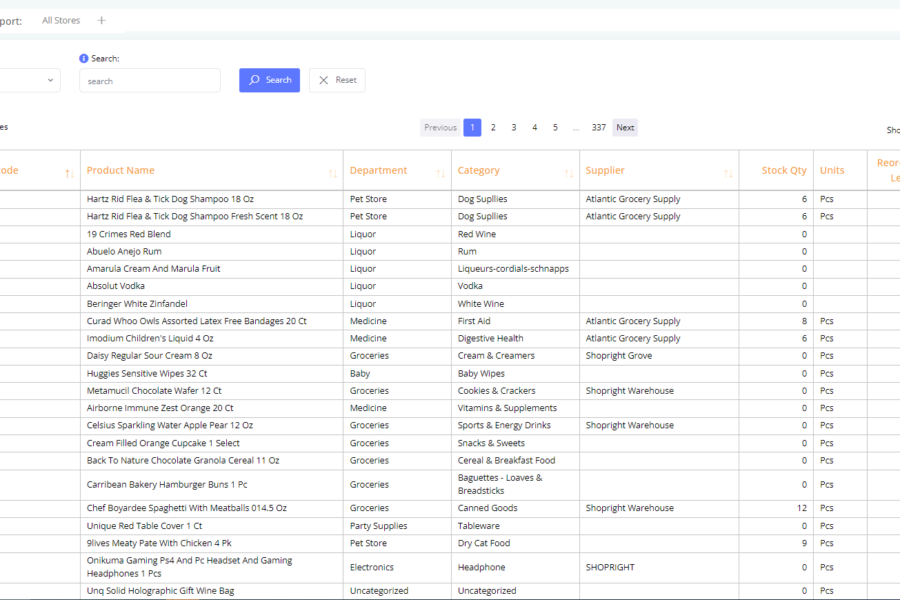 port: All Stores +
Search:
search Search Reset
es Previous 1 2 3 4 5 ... 337 Next Sho
ode Product Name Department Category Supplier Stock Qty Units Reor
Le
Hartz Rid Flea & Tick Dog Shampoo 18 Oz Pet Store Dog Supllies Atlantic Grocery Supply 6 Pcs
Hartz Rid Flea & Tick Dog Shampoo Fresh Scent 18 Oz Pet Store Dog Supllies Atlantic Grocery Supply 6 Pcs
19 Crimes Red Blend Liquor Red Wine 0
Abuelo Anejo Rum Liquor Rum 0
Amarula Cream And Marula Fruit Liquor Liqueurs-cordials-schnapps 0
Absolut Vodka Liquor Vodka 0
Beringer White Zinfandel Liquor White Wine 0
Curad Whoo Owls Assorted Latex Free Bandages 20 Ct Medicine First Aid Atlantic Grocery Supply 8 Pcs
Imodium Children's Liquid 4 Oz Medicine Digestive Health Atlantic Grocery Supply 6 Pcs
Daisy Regular Sour Cream 8 Oz Groceries Cream & Creamers Shopright Grove 0 Pcs
Huggies Sensitive Wipes 32 Ct Baby Baby Wipes 0 Pcs
Metamucil Chocolate Wafer 12 Ct Groceries Cookies & Crackers Shopright Warehouse 0 Pcs
Airborne Immune Zest Orange 20 Ct Medicine Vitamins & Supplements 0 Pcs
Celsius Sparkling Water Apple Pear 12 Oz Groceries Sports & Energy Drinks Shopright Warehouse 0 Pcs
Cream Filled Orange Cupcake 1 Select Groceries Snacks & Sweets 0 Pcs
Back To Nature Chocolate Granola Cereal 11 Oz Groceries Cereal & Breakfast Food 0 Pcs
Carribean Bakery Hamburger Buns 1 Pc Groceries Baguettes - Loaves &
Breadsticks 0 Pcs
Chef Boyardee Spaghetti With Meatballs 014.5 Oz Groceries Canned Goods Shopright Warehouse 12 Pcs
Unique Red Table Cover 1 Ct Party Supplies Tableware 0 Pcs
9lives Meaty Pate With Chicken 4 Pk Pet Store Dry Cat Food 9 Pcs
Onikuma Gaming Ps4 And Pc Headset And Gaming
Headphones 1 Pcs Electronics Headphone SHOPRIGHT 0 Pcs
Unq Solid Holographic Gift Wine Bag Uncategorized Uncategorized 0 Pcs